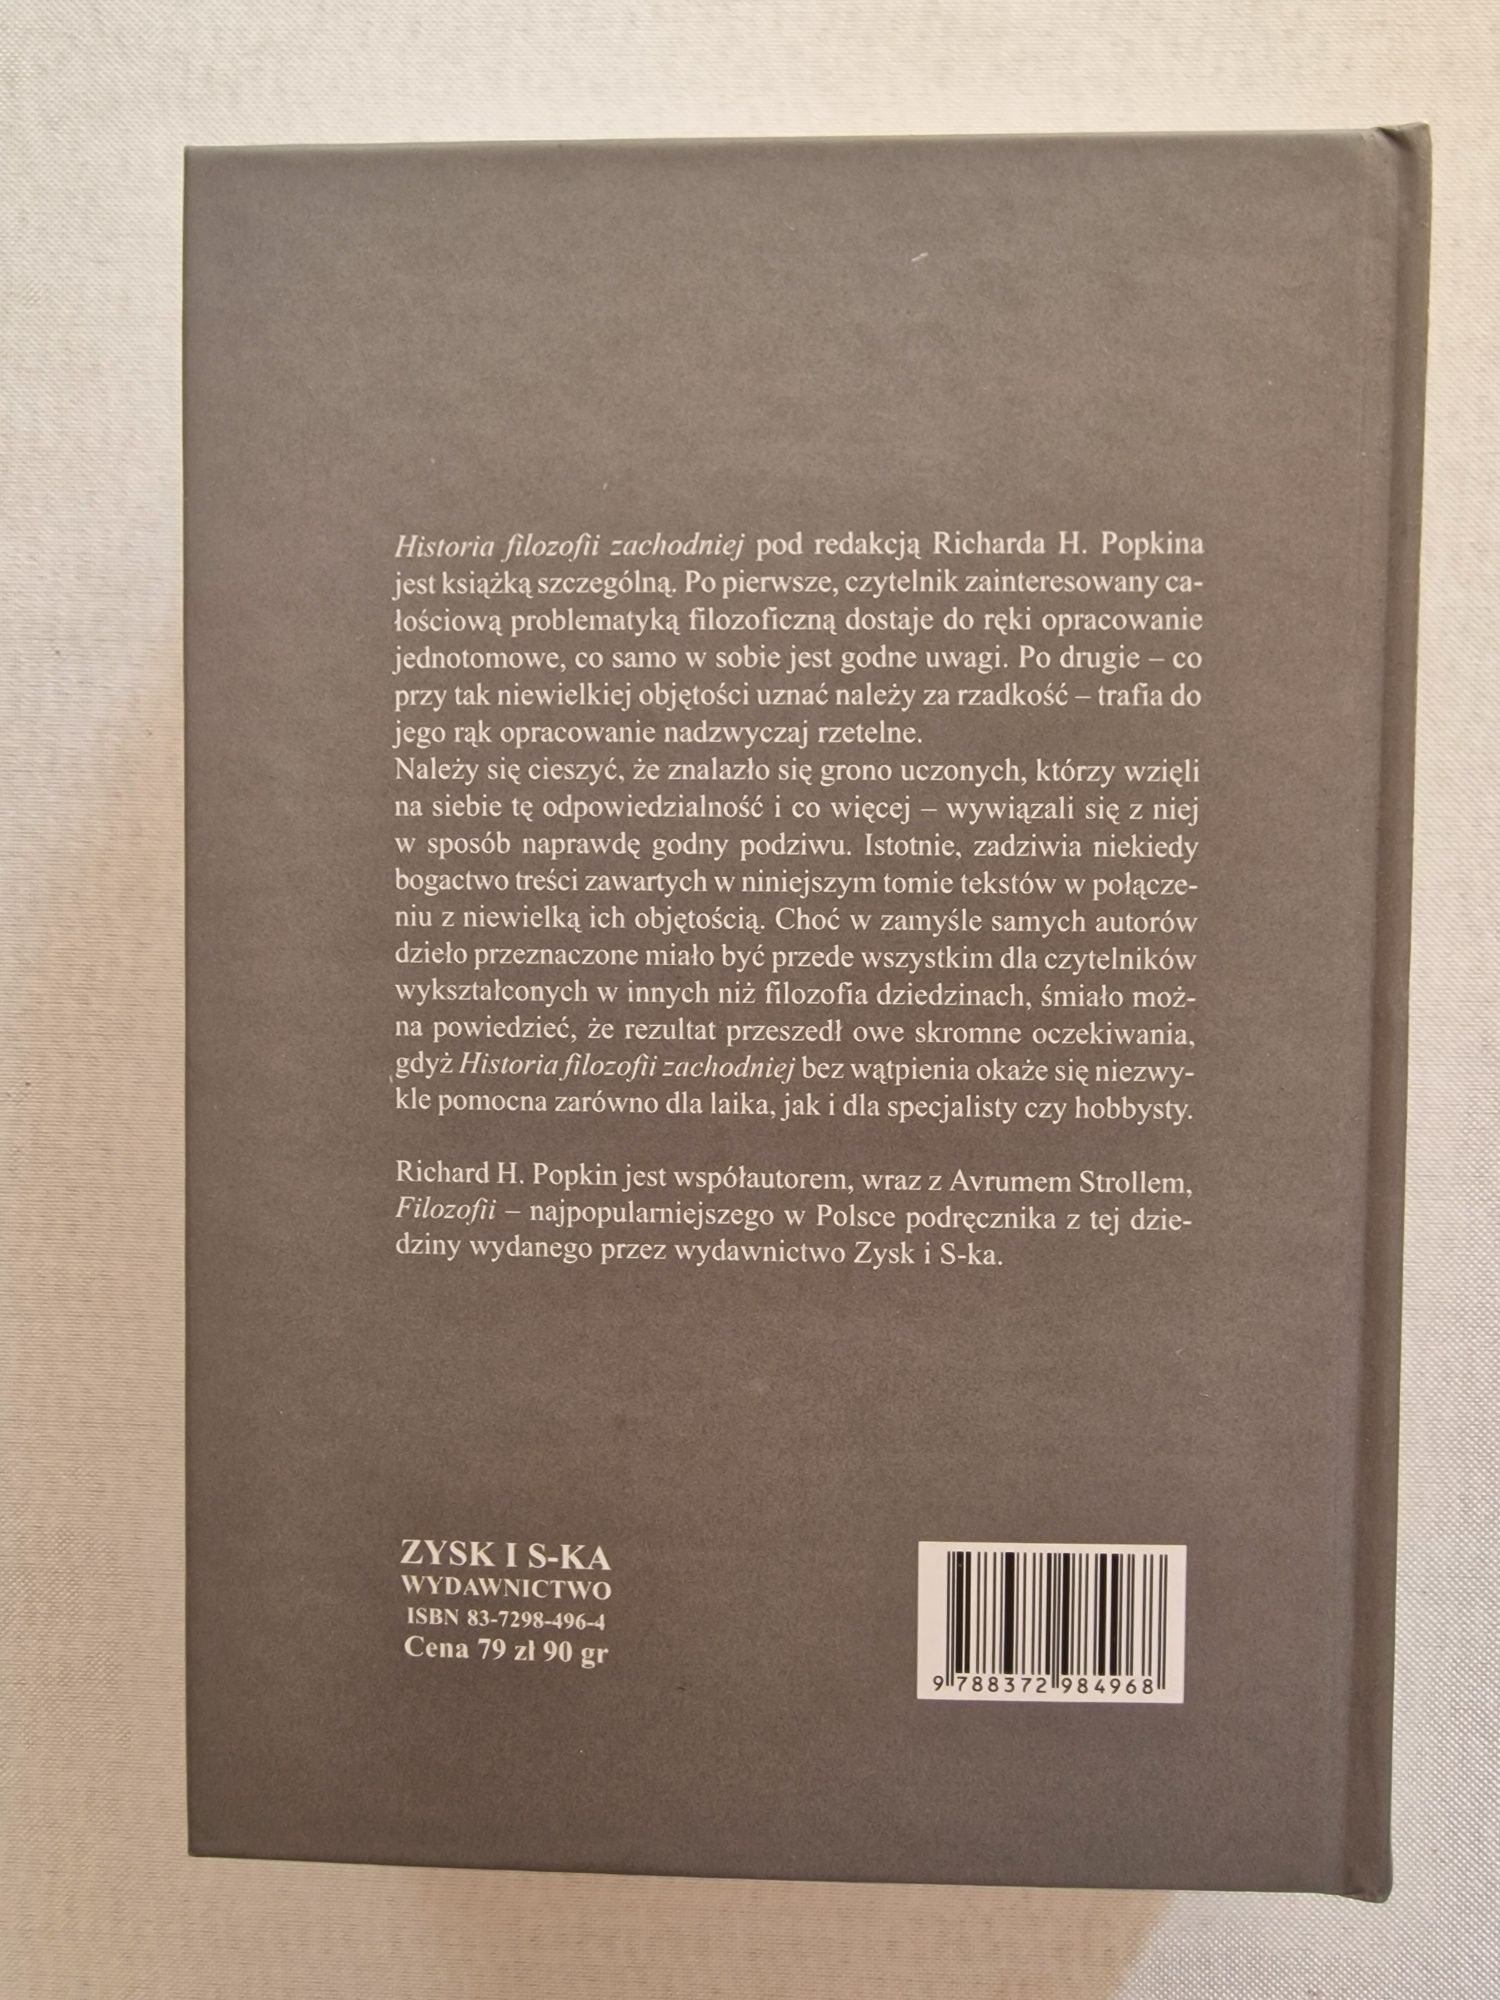 Historia filozofii zachodniej pod redakcją Richarda H. Popkina
jest książką szczególną. Po pierwsze, czytelnik zainteresowany ca-
łościową problematyką filozoficzną dostaje do ręki opracowanie
jednotomowe, co samo w sobie jest godne uwagi. Po drugie – co
przy tak niewielkiej objętości uznać należy za rzadkość – trafia do
jego rąk opracowanie nadzwyczaj rzetelne.
Należy się cieszyć, że znalazło się grono uczonych, którzy wzięli
na siebie tę odpowiedzialność i co więcej – wywiązali się z niej
w sposób naprawdę godny podziwu. Istotnie, zadziwia niekiedy
bogactwo treści zawartych w niniejszym tomie tekstów w połącze-
niu z niewielką ich objętością. Choć w zamyśle samych autorów
dzieło przeznaczone miało być przede wszystkim dla czytelników
wykształconych w innych niż filozofia dziedzinach, śmiało moż-
na powiedzieć, że rezultat przeszedł owe skromne oczekiwania,
gdyż Historia filozofii zachodniej bez wątpienia okaże się niezwy-
kle pomocna zarówno dla laika, jak i dla specjalisty czy hobbysty.
Richard H. Popkin jest współautorem, wraz z Avrumem Strollem,
Filozofii – najpopularniejszego w Polsce podręcznika z tej dzie-
dziny wydanego przez wydawnictwo Zysk i S-ka.
ZYSK I S-KA
WYDAWNICTWO
ISBN 83-7298-496-4
Cena 79 zł 90 gr
9 788372 984968